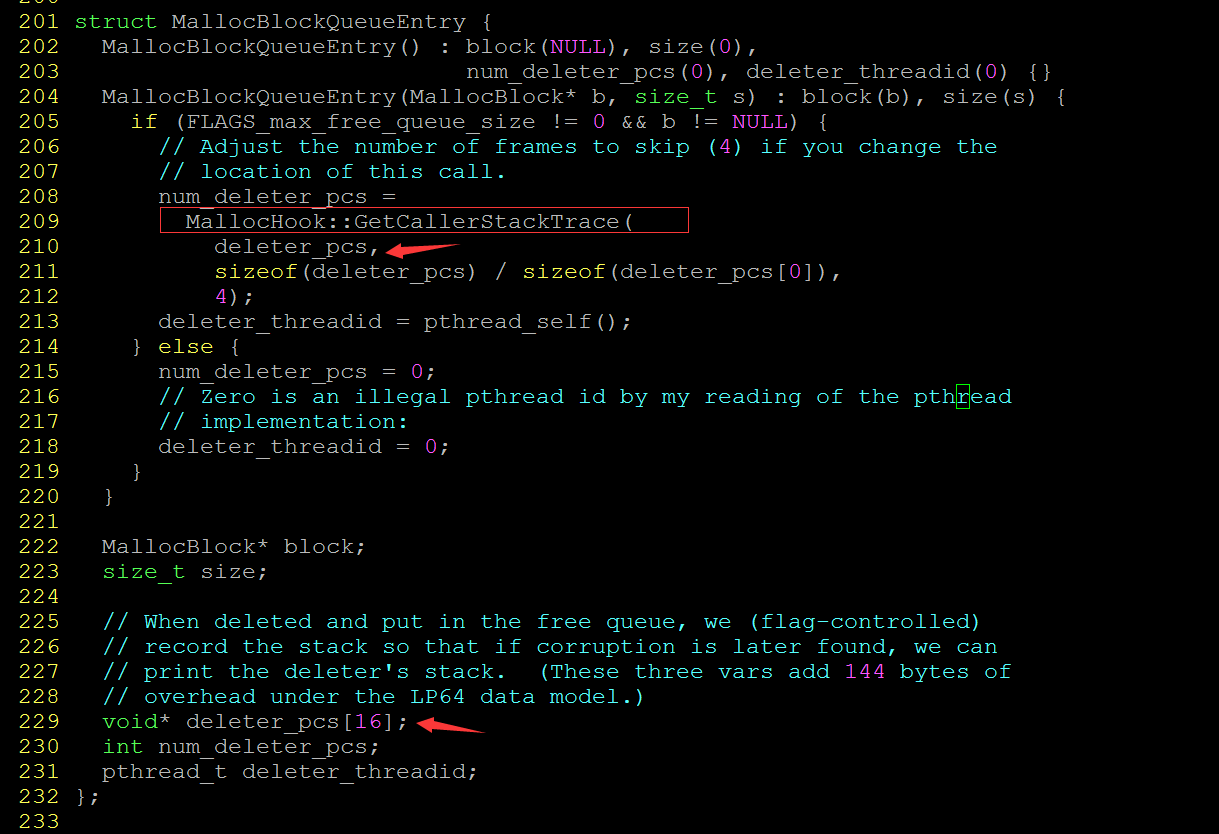 201 struct MallocBlockQueueEntry {
202   MallocBlockQueueEntry() : block(NULL), size(0),
203                             num_deleter_pcs(0), deleter_threadid(0) {}
204   MallocBlockQueueEntry(MallocBlock* b, size_t s) : block(b), size(s) {
205     if (FLAGS_max_free_queue_size != 0 && b != NULL) {
206       // Adjust the number of frames to skip (4) if you change the
207       // location of this call.
208       num_deleter_pcs =
209         MallocHook::GetCallerStackTrace(
210           deleter_pcs,
211           sizeof(deleter_pcs) / sizeof(deleter_pcs[0]),
212           4);
213       deleter_threadid = pthread_self();
214     } else {
215       num_deleter_pcs = 0;
216       // Zero is an illegal pthread id by my reading of the pthread
217       // implementation:
218       deleter_threadid = 0;
219     }
220   }
221
222   MallocBlock* block;
223   size_t size;
224
225   // When deleted and put in the free queue, we (flag-controlled)
226   // record the stack so that if corruption is later found, we can
227   // print the deleter's stack.  (These three vars add 144 bytes of
228   // overhead under the LP64 data model.)
229   void* deleter_pcs[16];
230   int num_deleter_pcs;
231   pthread_t deleter_threadid;
232 };
233